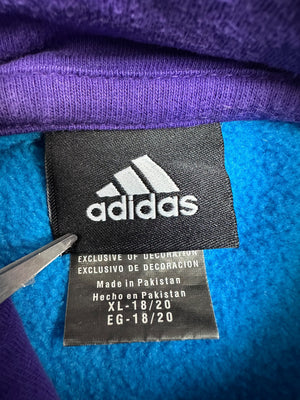 adidas
EXCLUSIVE OF DECORATION
EXCLUSIVO DE DECORACION
Made in Pakistan
Hecho en Pakistan
XL-18/20
EG-18/20